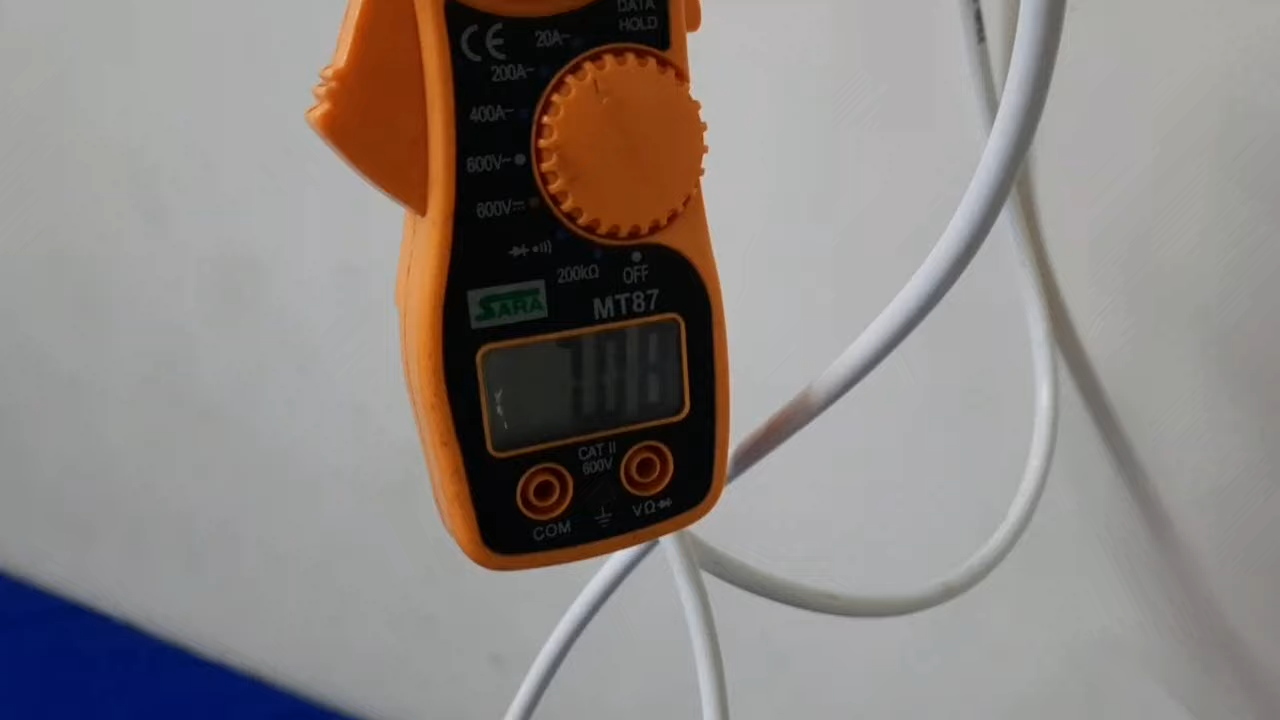 DATA
HOLD
CE
20A~
200A~
400A~
600V~
600V⎓
200kΩ
OFF
SARA
MT87
CAT II
600V
COM
VΩ